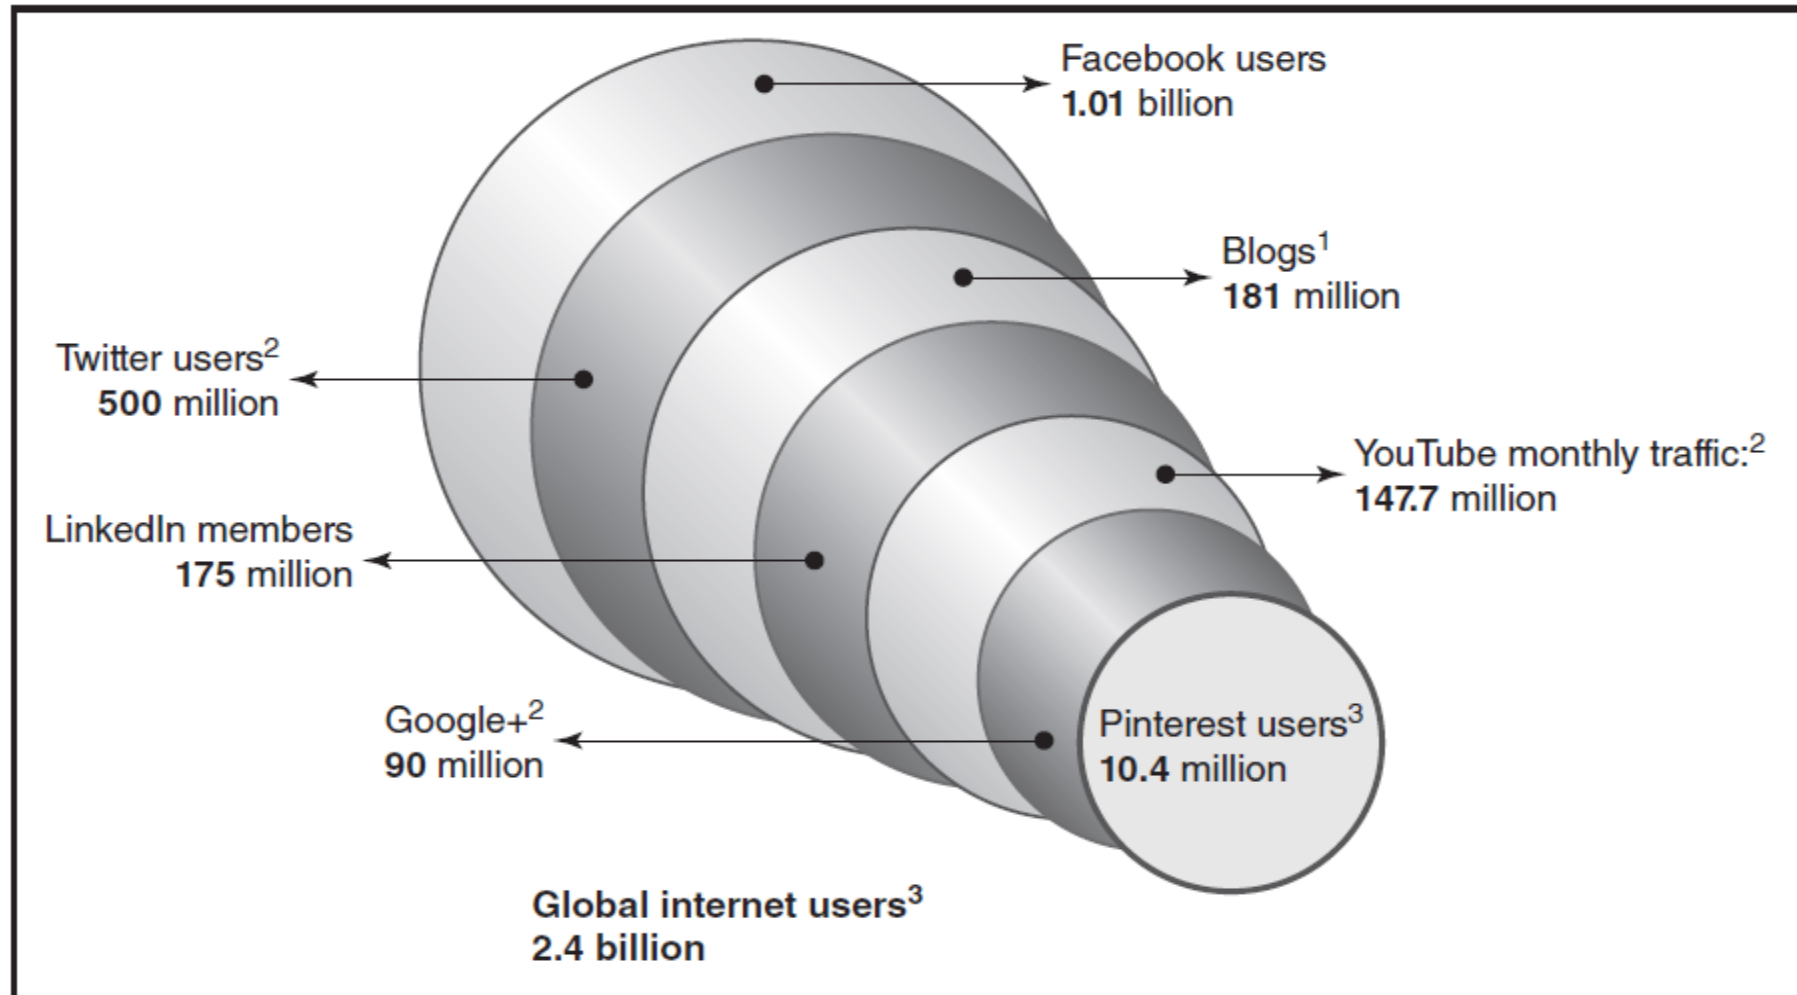 Facebook users
1.01 billion
Blogs¹
181 million
Twitter users²
500 million
YouTube monthly traffic:²
147.7 million
LinkedIn members
175 million
Google+²
90 million
Pinterest users³
10.4 million
Global internet users³
2.4 billion